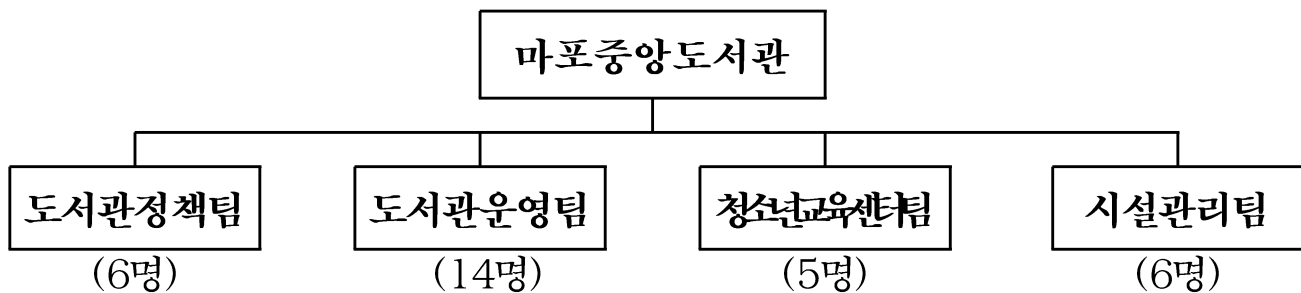 마포중앙도서관
도서관정책팀 도서관운영팀 청소년교육센터팀 시설관리팀
(6명) (14명) (5명) (6명)